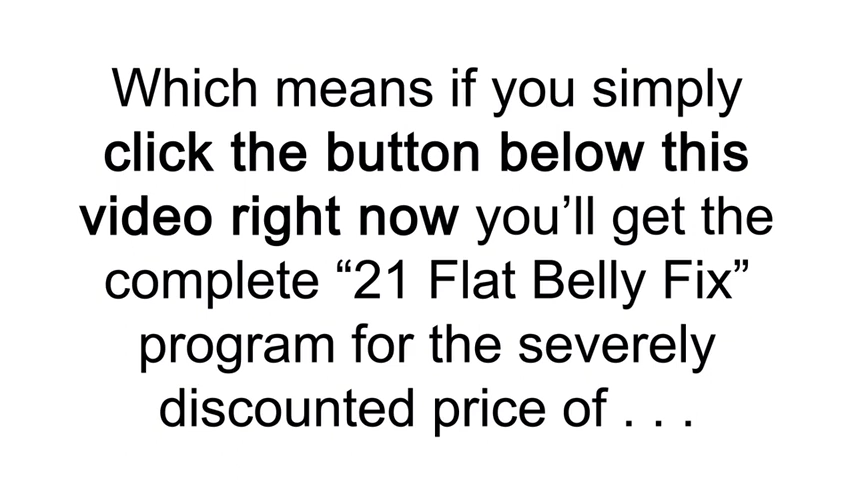 Which means if you simply
click the button below this
video right now you’ll get the
complete “21 Flat Belly Fix”
program for the severely
discounted price of . . .